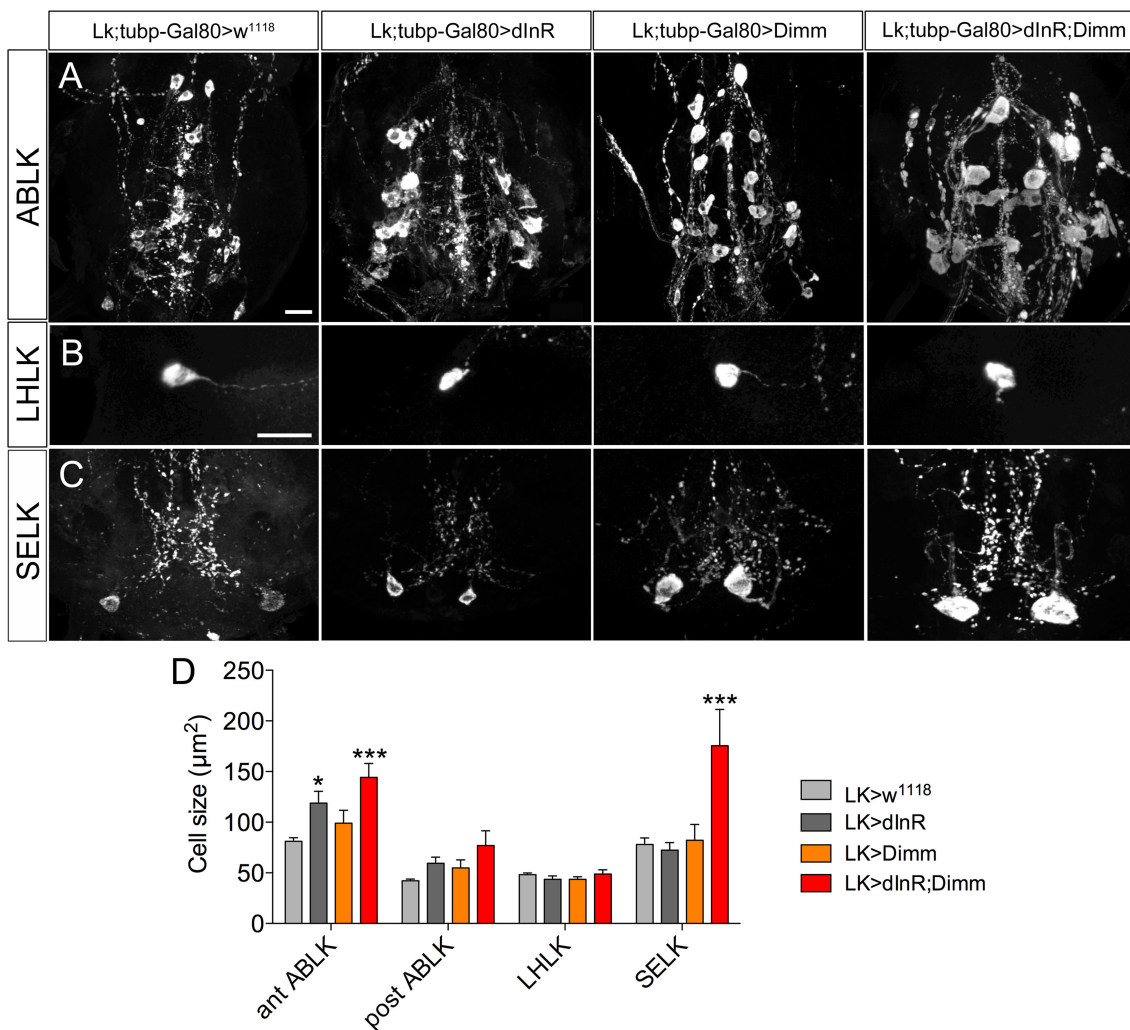 Lk;tubp-Gal80>w1118 Lk;tubp-Gal80>dInR Lk;tubp-Gal80>Dimm Lk;tubp-Gal80>dInR;Dimm
ABLK
A
LHLK
B
SELK
C
D
Cell size (µm2)
250
200
150
100
50
0
*
***
***
ant ABLK
post ABLK
LHLK
SELK
LK>w1118
LK>dInR
LK>Dimm
LK>dInR;Dimm